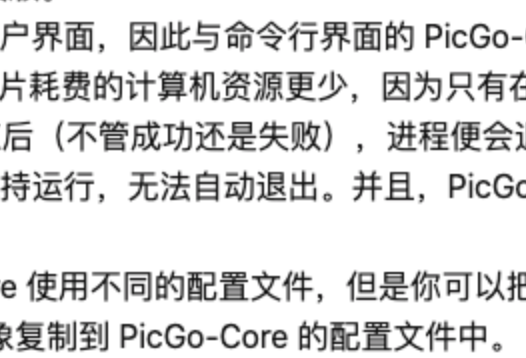 户界面，因此与命令行界面的 PicGo-
片耗费的计算机资源更少，因为只有在
后（不管成功还是失败），进程便会
持运行，无法自动退出。并且，PicGo
re 使用不同的配置文件，但是你可以把
像复制到 PicGo-Core 的配置文件中。